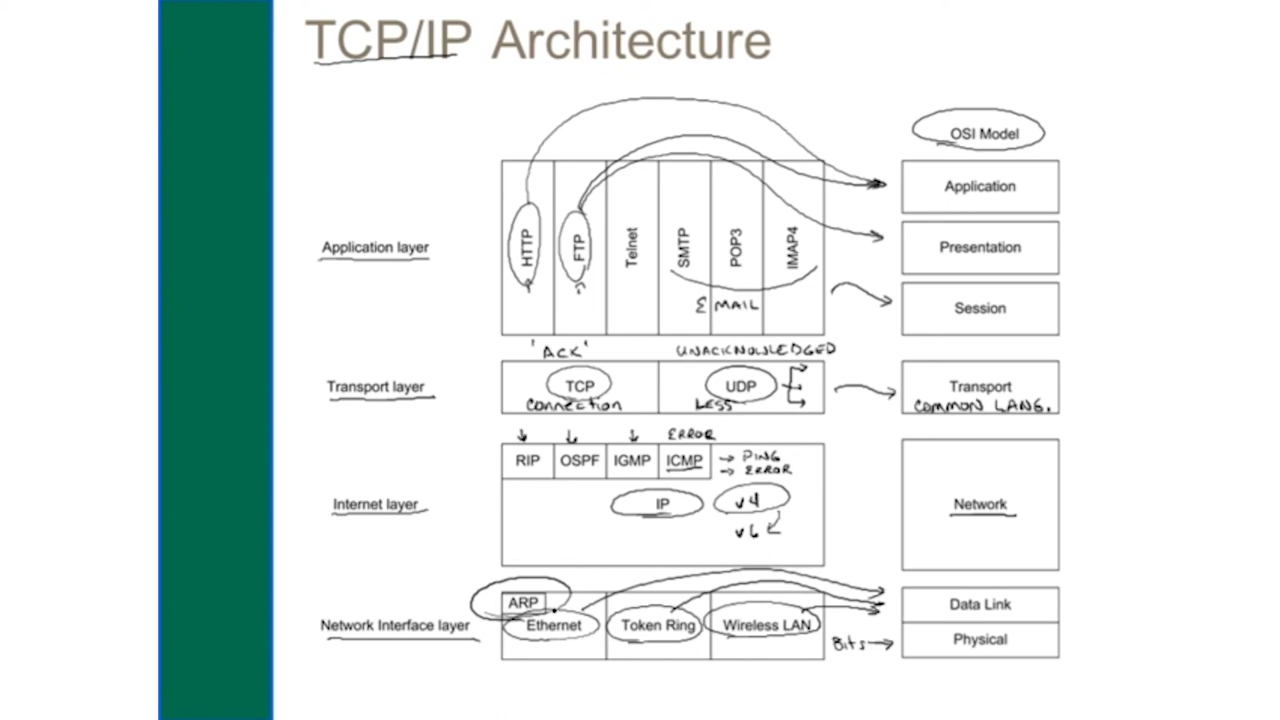 TCP/IP Architecture
OSI Model
Application layer
HTTP
FTP
Telnet
SMTP
POP3
IMAP4
EMAIL
Application
Presentation
Session
'ACK'
UNACKNOWLEDGED
Transport layer
TCP
UDP
Transport
Connection
LESS
COMMON LANG.
ERROR
RIP
OSPF
IGMP
ICMP
→ PING
→ ERROR
Internet layer
IP
v4
v6
Network
ARP
Network Interface layer
Ethernet
Token Ring
Wireless LAN
Data Link
Bits →
Physical